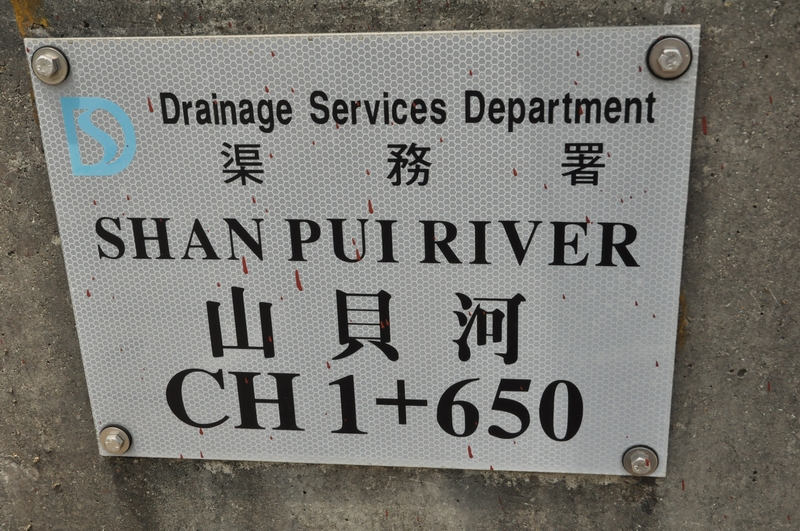 Drainage Services Department
渠務署
SHAN PUI RIVER
山貝河
CH 1+650